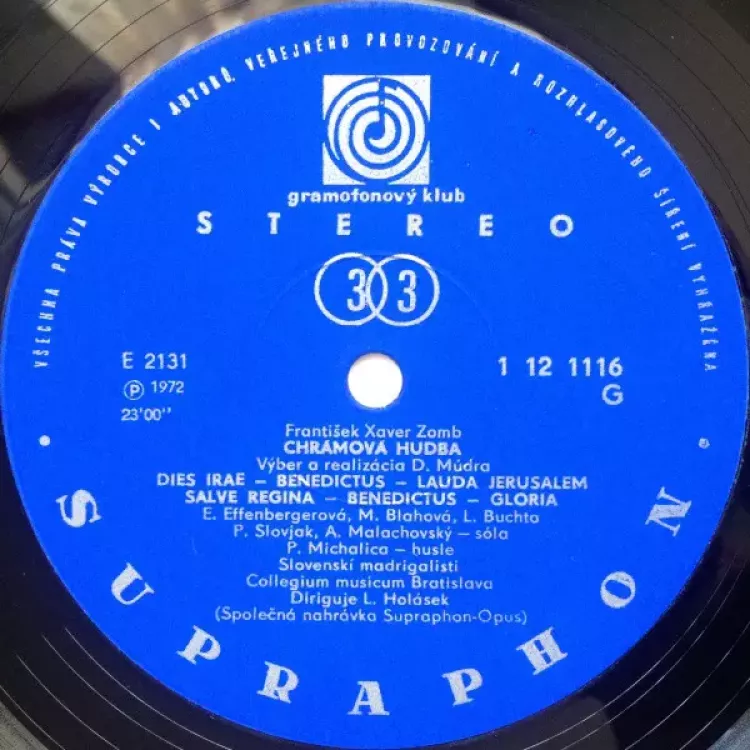 VŠECHNA PRÁVA VÝROBCE I AUTORŮ, VEŘEJNÉHO PROVOZOVÁNÍ A ROZHLASOVÉHO ŠÍŘENÍ VYHRAŽENA
gramofonový klub
STEREO
33
E 2131
1 12 1116
Ⓟ 1972
G
23'00''
František Xaver Zomb
CHRÁMOVÁ HUDBA
Výber a realizácia D. Múdra
DIES IRAE – BENEDICTUS – LAUDA JERUSALEM
SALVE REGINA – BENEDICTUS – GLORIA
E. Effenbergerová, M. Blahová, L. Buchta
P. Slovjak, A. Malachovský – sóla
P. Michalica – husle
Slovenskí madrigalisti
Collegium musicum Bratislava
Diriguje L. Holásek
(Společná nahrávka Supraphon-Opus)
SUPRAPHON